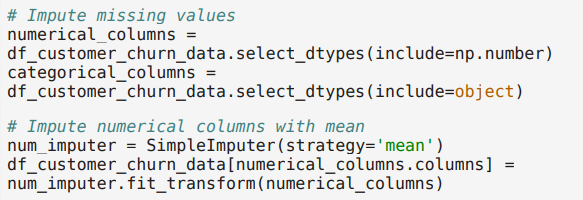 # Impute missing values
numerical_columns =
df_customer_churn_data.select_dtypes(include=np.number)
categorical_columns =
df_customer_churn_data.select_dtypes(include=object)
# Impute numerical columns with mean
num_imputer = SimpleImputer(strategy='mean')
df_customer_churn_data[numerical_columns.columns] =
num_imputer.fit_transform(numerical_columns)